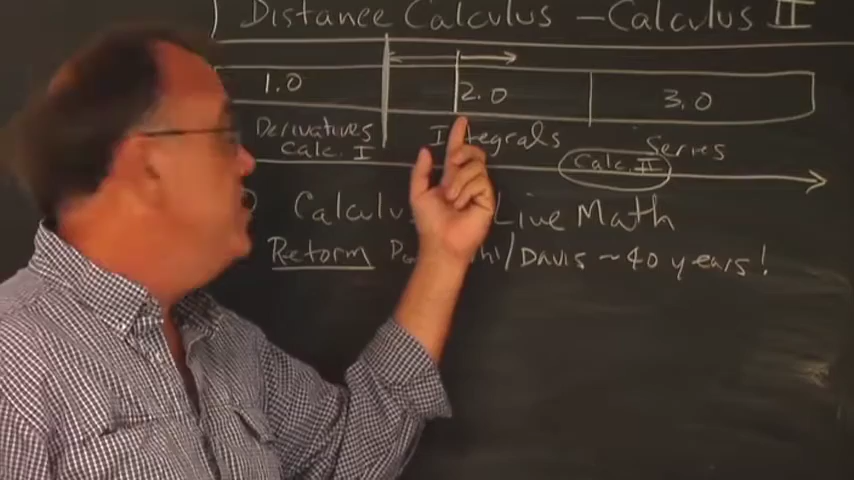 Distance Calculus - Calculus II
1.0 2.0 3.0
Derivatives Integrals Series
Calc. I Calc. II
Live Math
Reform /Davis ~40 years!